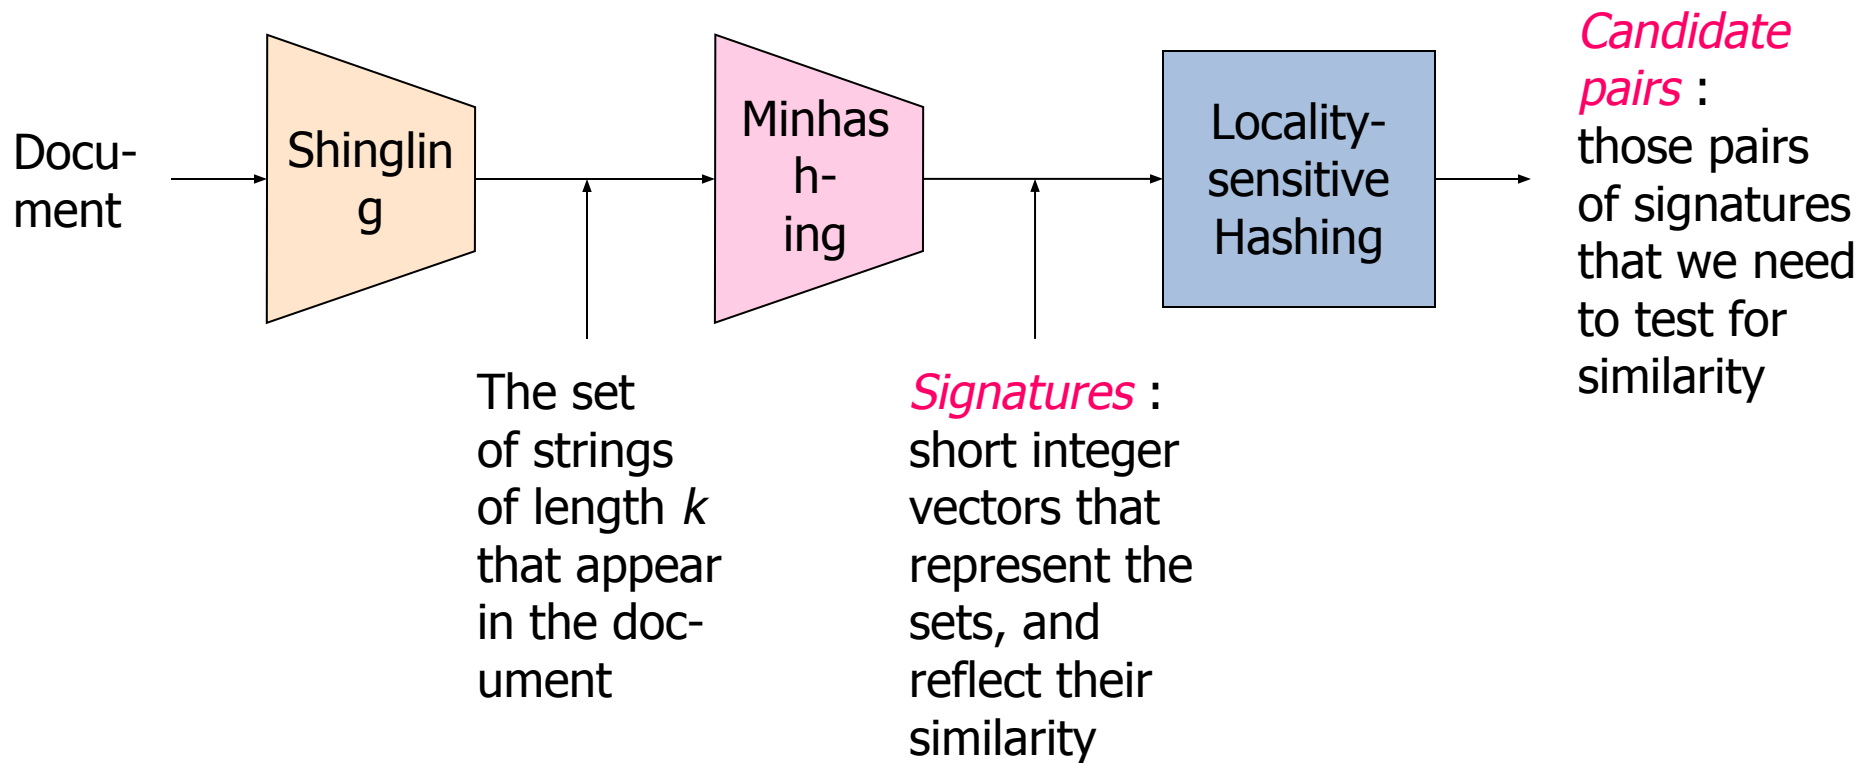 Docu-
ment
Shinglin
g
Minhas
h-
ing
Locality-
sensitive
Hashing
Candidate
pairs :
those pairs
of signatures
that we need
to test for
similarity
The set
of strings
of length k
that appear
in the doc-
ument
Signatures :
short integer
vectors that
represent the
sets, and
reflect their
similarity